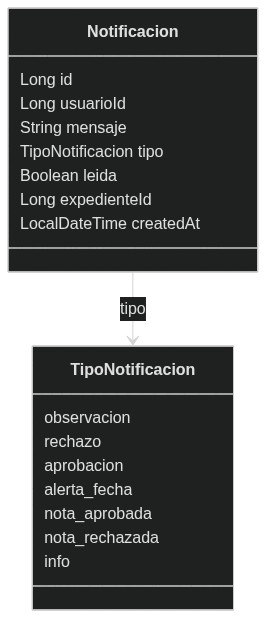 Notificacion
Long id
Long usuarioId
String mensaje
TipoNotificacion tipo
Boolean leida
Long expedienteId
LocalDateTime createdAt
tipo
TipoNotificacion
observacion
rechazo
aprobacion
alerta_fecha
nota_aprobada
nota_rechazada
info